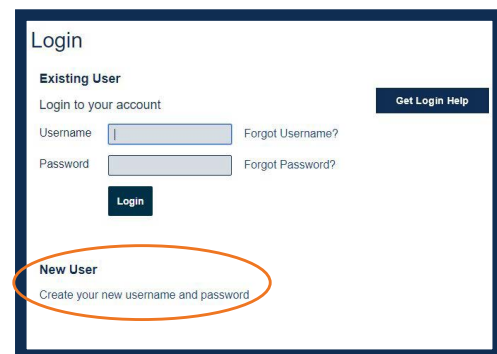 Login
Existing User
Login to your account
Get Login Help
Username
Forgot Username?
Password
Forgot Password?
Login
New User
Create your new username and password